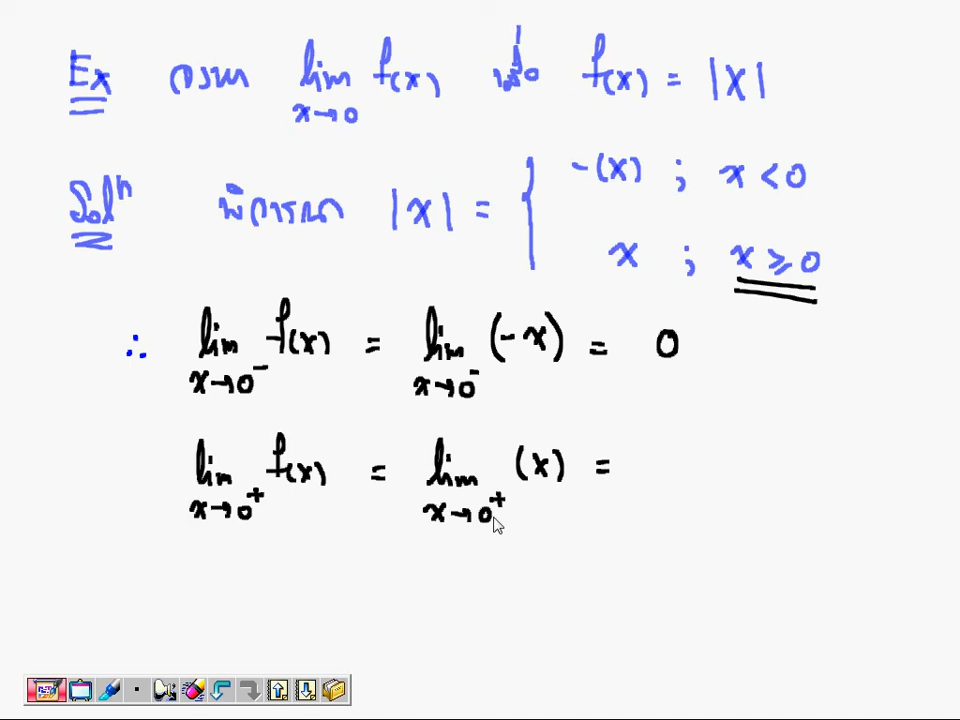 Ex จงหา lim x→0 f(x) เมื่อ f(x) = |x|
Solⁿ พิจารณา |x| = { -(x) ; x < 0
x ; x ≥ 0
∴ lim x→0⁻ f(x) = lim x→0⁻ (-x) = 0
lim x→0⁺ f(x) = lim x→0⁺ (x) =